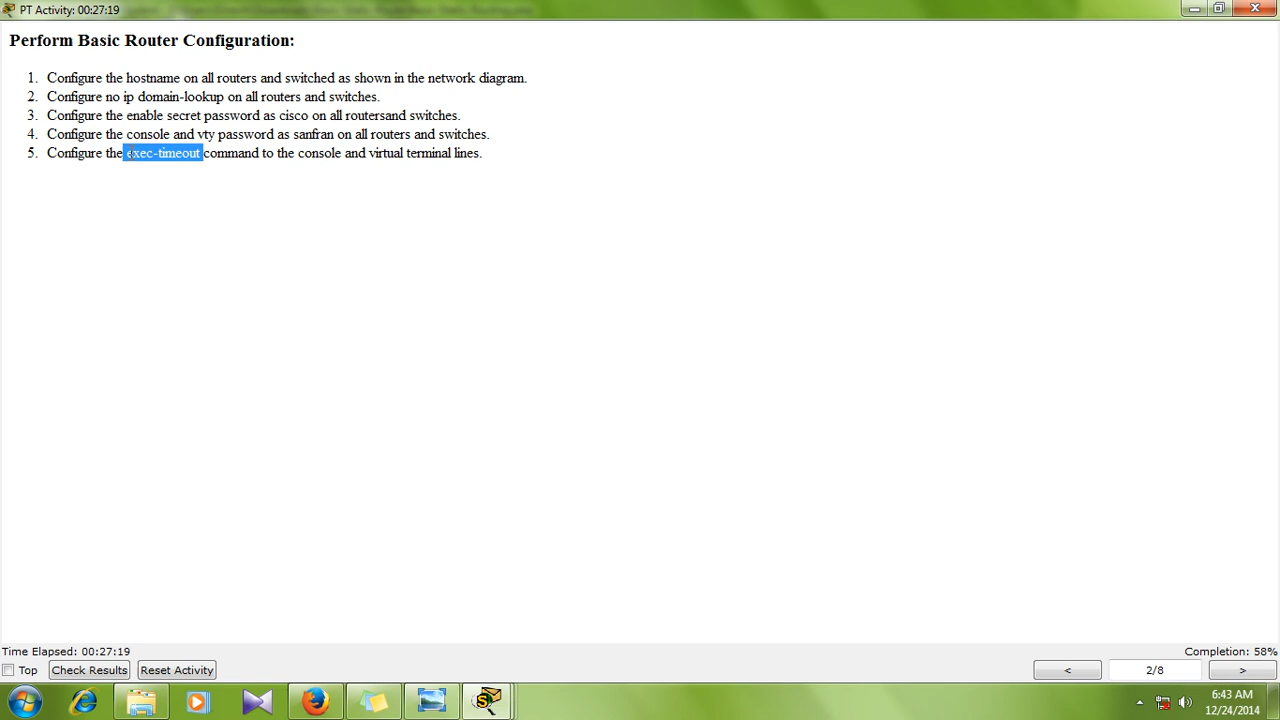 PT Activity: 00:27:19
Perform Basic Router Configuration:
1. Configure the hostname on all routers and switched as shown in the network diagram.
2. Configure no ip domain-lookup on all routers and switches.
3. Configure the enable secret password as cisco on all routersand switches.
4. Configure the console and vty password as sanfran on all routers and switches.
5. Configure the exec-timeout command to the console and virtual terminal lines.
Time Elapsed: 00:27:19
Completion: 58%
Top
Check Results
Reset Activity
<
2/8
>
6:43 AM
12/24/2014